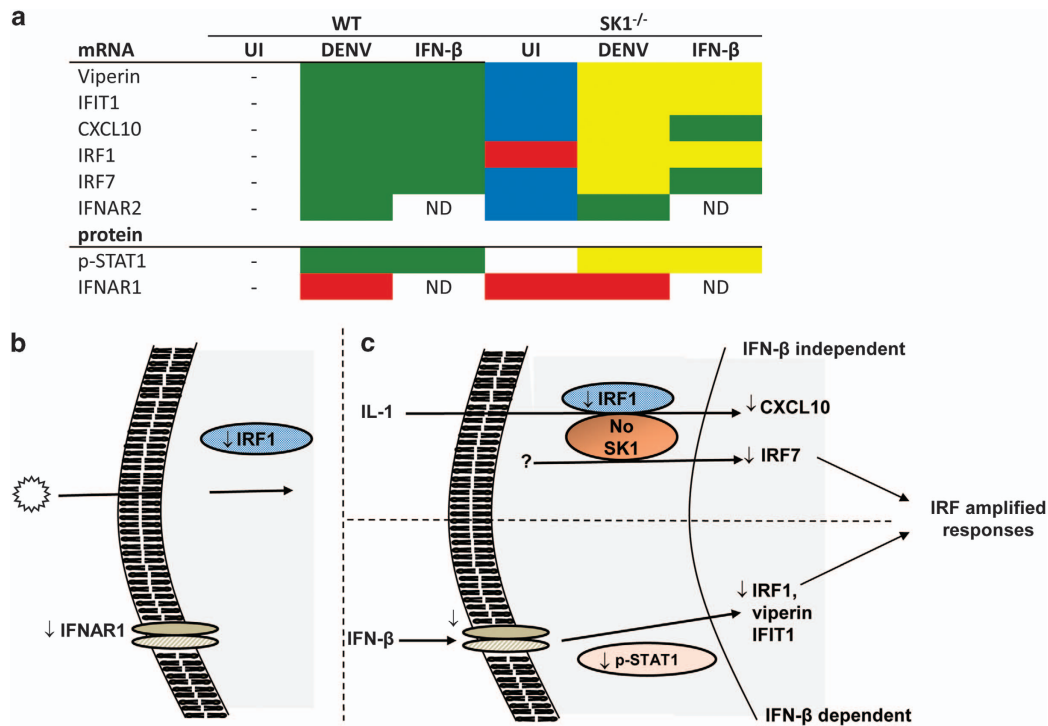 a
WT SK1-/-
mRNA UI DENV IFN-β UI DENV IFN-β
Viperin -
IFIT1 -
CXCL10 -
IRF1 -
IRF7 -
IFNAR2 - ND ND
protein
p-STAT1 -
IFNAR1 - ND ND
b
↓ IRF1
↓ IFNAR1
c
IFN-β independent
IL-1
↓ IRF1
↓ CXCL10
No
SK1
?
↓ IRF7
IRF amplified
responses
IFN-β
↓
↓ IRF1,
viperin
IFIT1
↓ p-STAT1
IFN-β dependent